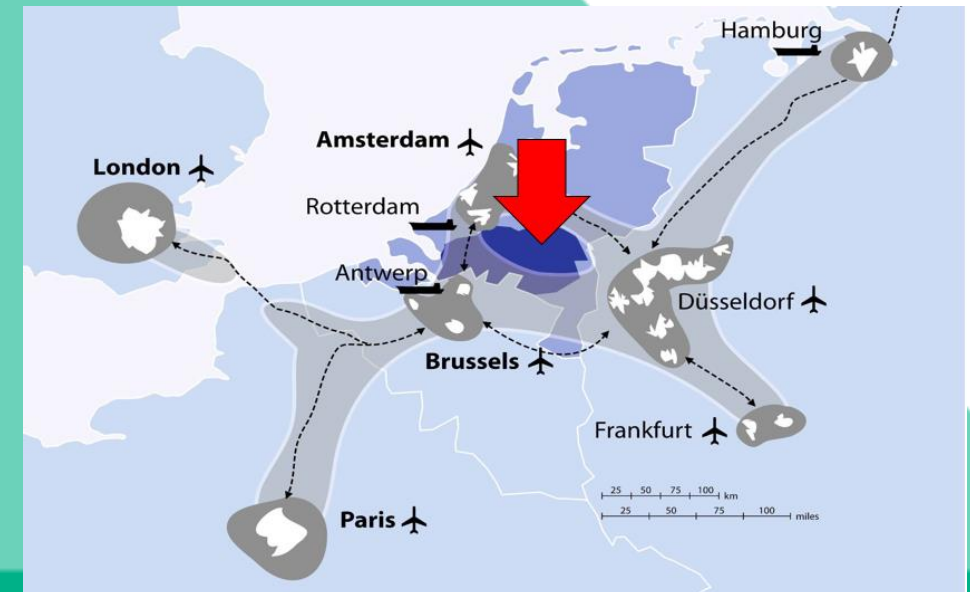 Hamburg
Amsterdam
London
Rotterdam
Antwerp
Düsseldorf
Brussels
Frankfurt
25 50 75 100 km
25 50 75 100 miles
Paris